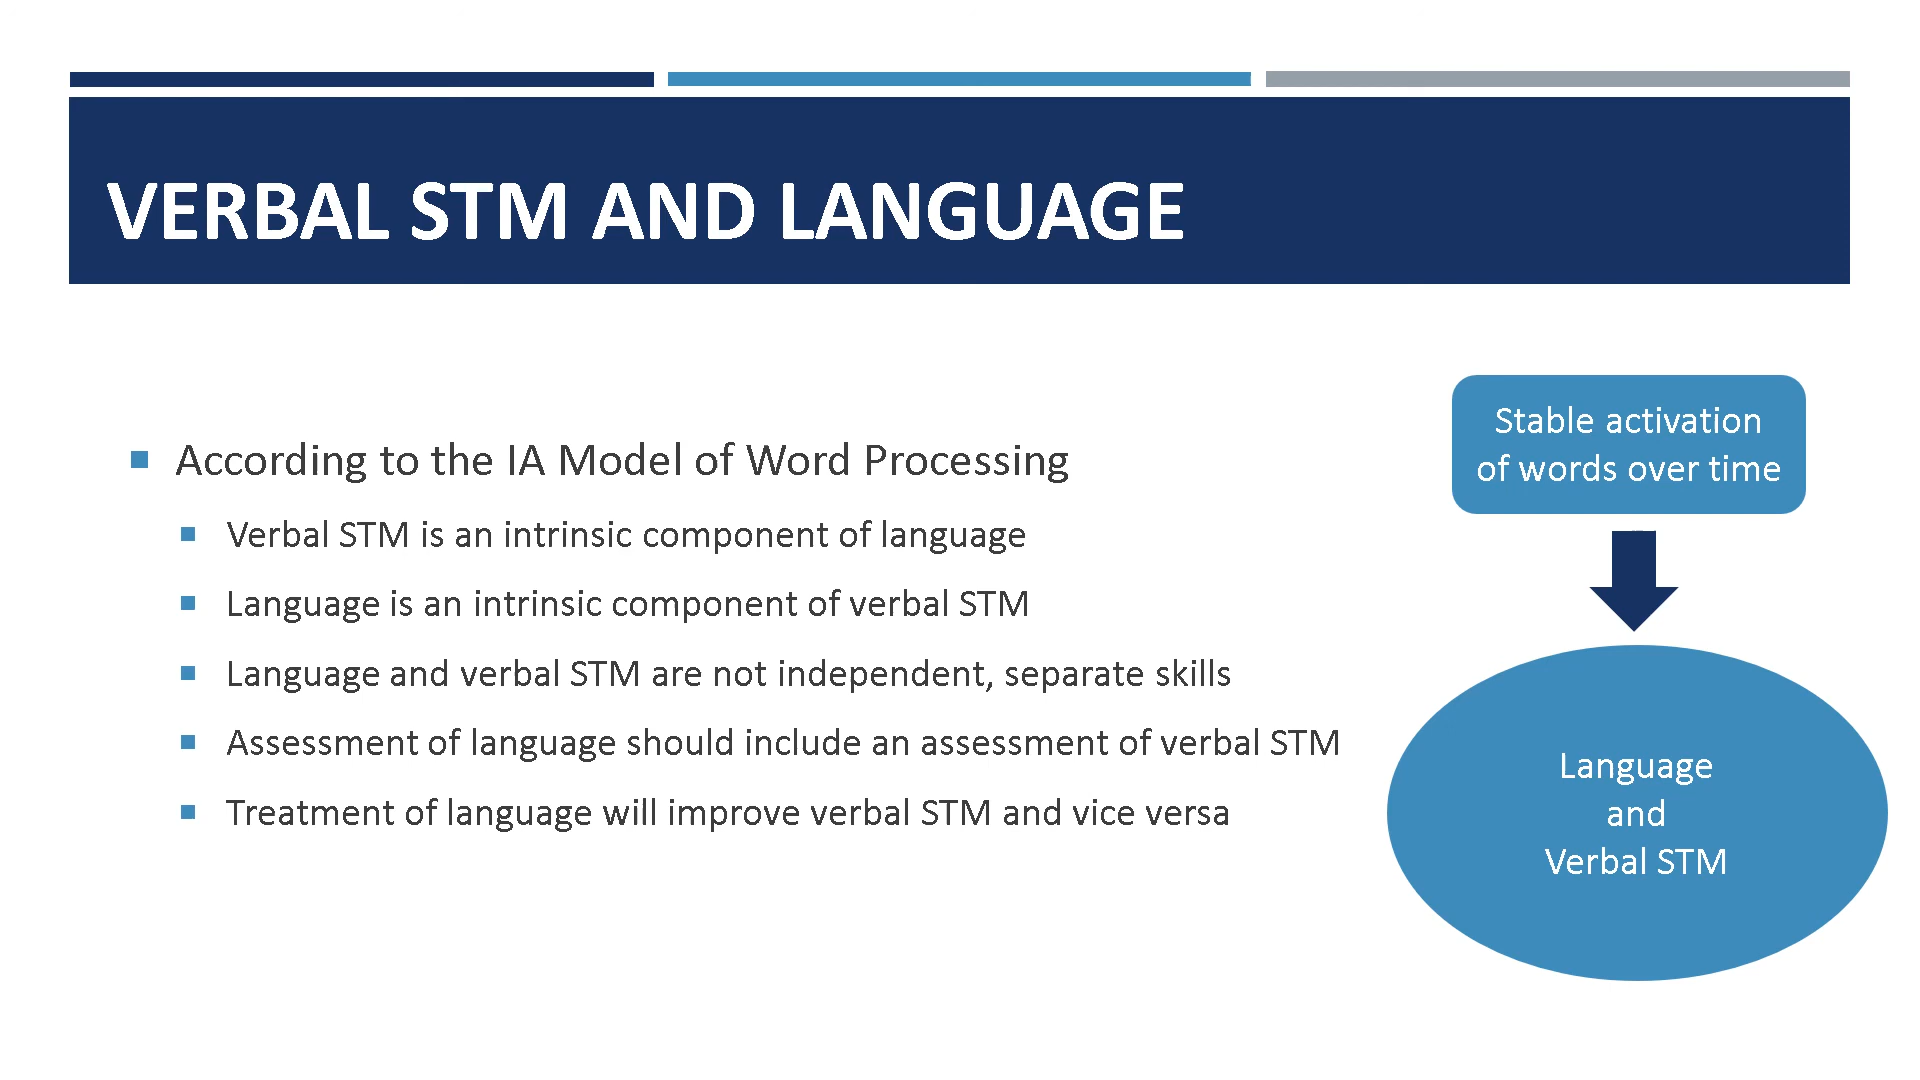 VERBAL STM AND LANGUAGE
According to the IA Model of Word Processing
Verbal STM is an intrinsic component of language
Language is an intrinsic component of verbal STM
Language and verbal STM are not independent, separate skills
Assessment of language should include an assessment of verbal STM
Treatment of language will improve verbal STM and vice versa
Stable activation
of words over time
Language
and
Verbal STM